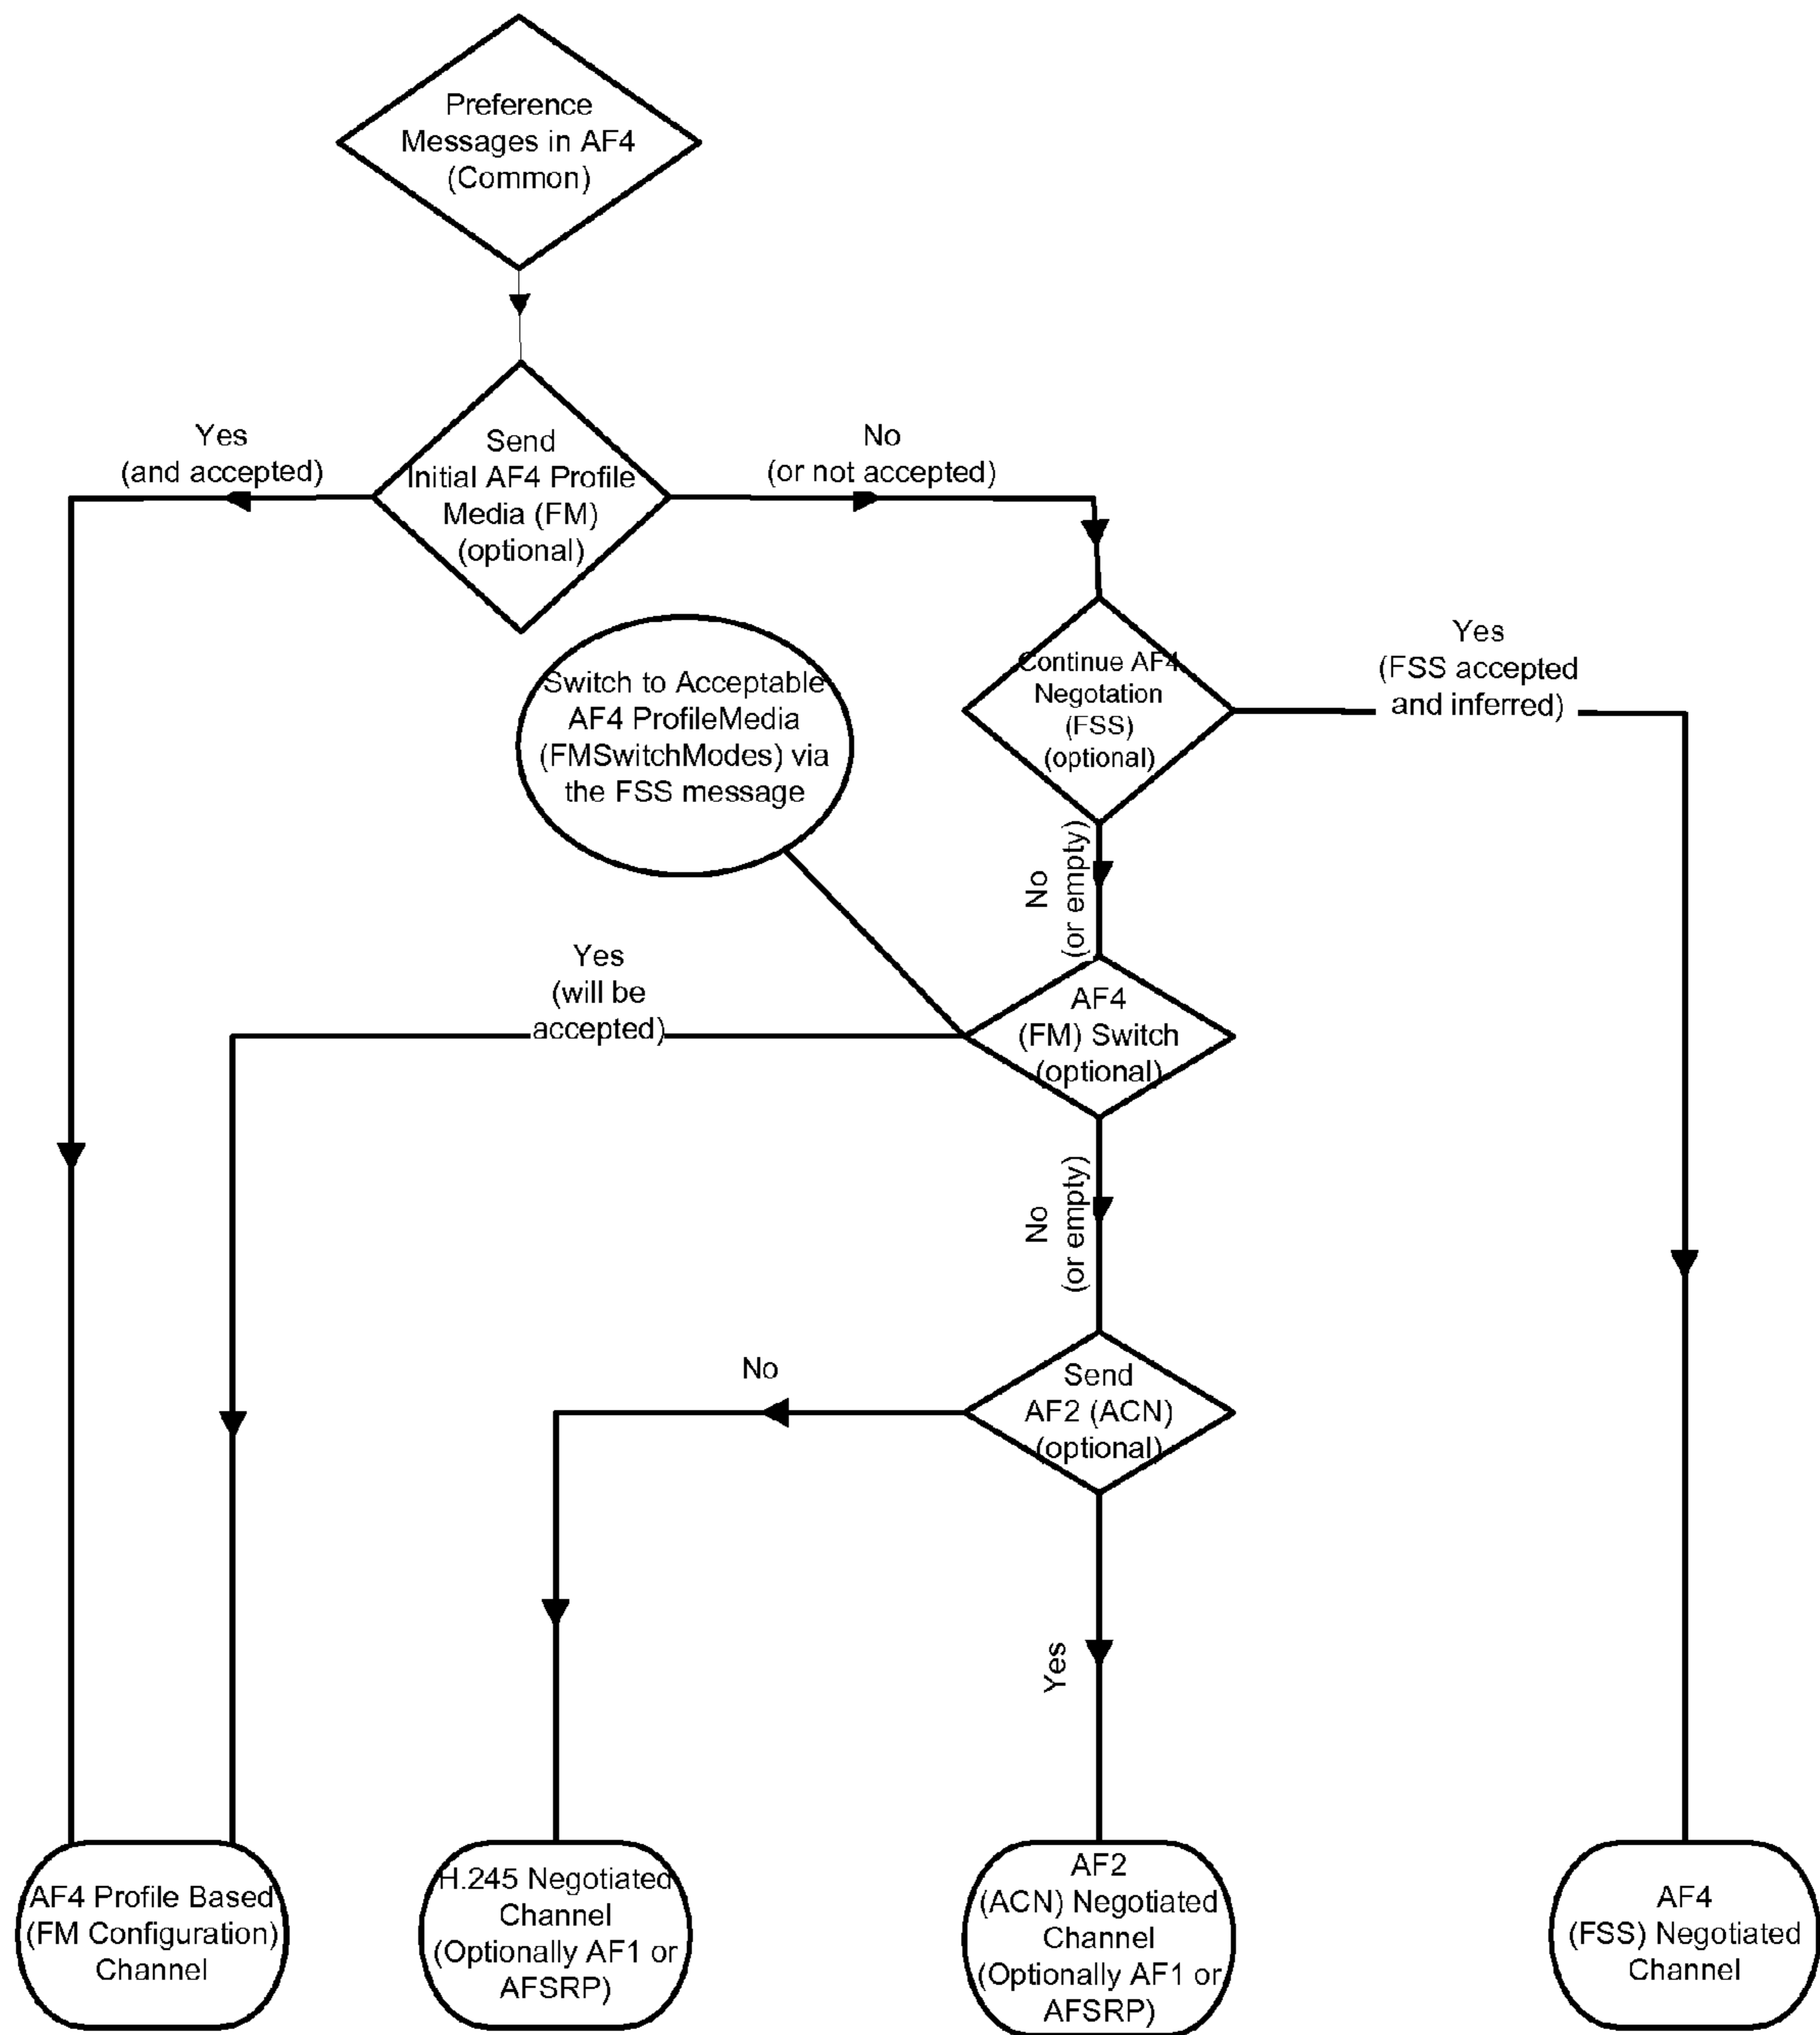 Preference
Messages in AF4
(Common)
Yes
(and accepted)
Send
Initial AF4 Profile
Media (FM)
(optional)
No
(or not accepted)
Switch to Acceptable
AF4 ProfileMedia
(FMSwitchModes) via
the FSS message
Continue AF4
Negotation
(FSS)
(optional)
Yes
(FSS accepted
and inferred)
No
(or empty)
Yes
(will be
accepted)
AF4
(FM) Switch
(optional)
No
(or empty)
No
Send
AF2 (ACN)
(optional)
Yes
AF4 Profile Based
(FM Configuration)
Channel
H.245 Negotiated
Channel
(Optionally AF1 or
AFSRP)
AF2
(ACN) Negotiated
Channel
(Optionally AF1 or
AFSRP)
AF4
(FSS) Negotiated
Channel